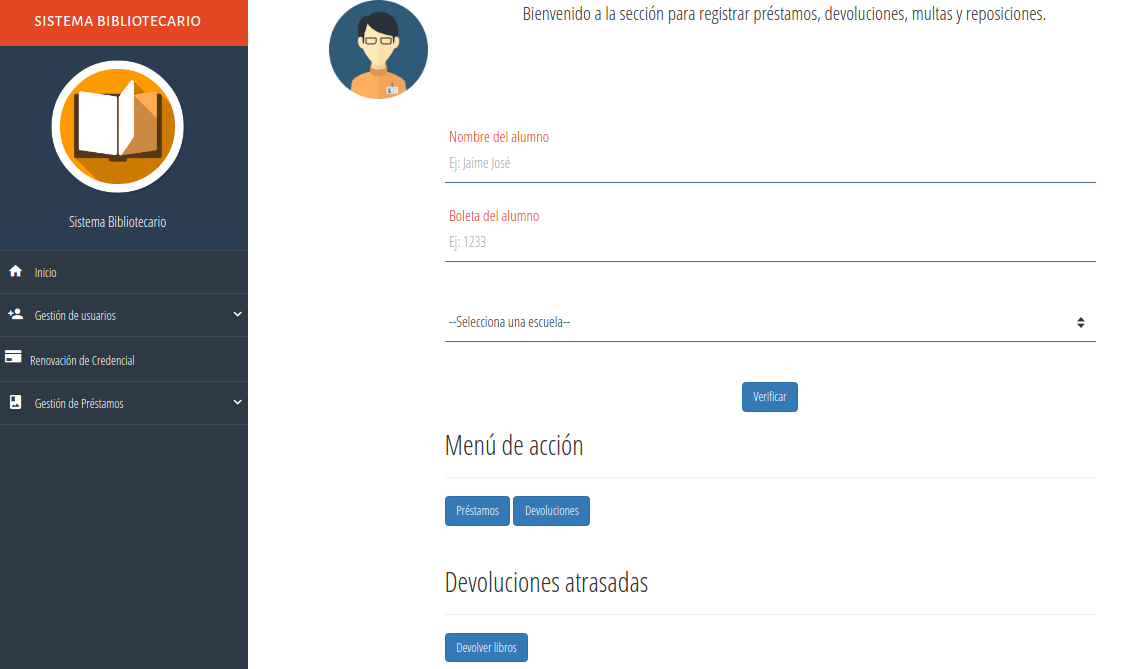 SISTEMA BIBLIOTECARIO
Sistema Bibliotecario
Inicio
Gestión de usuarios
Renovación de Credencial
Gestión de Préstamos
Bienvenido a la sección para registrar préstamos, devoluciones, multas y reposiciones.
Nombre del alumno
Ej: Jaime José
Boleta del alumno
Ej: 1233
--Selecciona una escuela--
Verificar
Menú de acción
Préstamos Devoluciones
Devoluciones atrasadas
Devolver libros